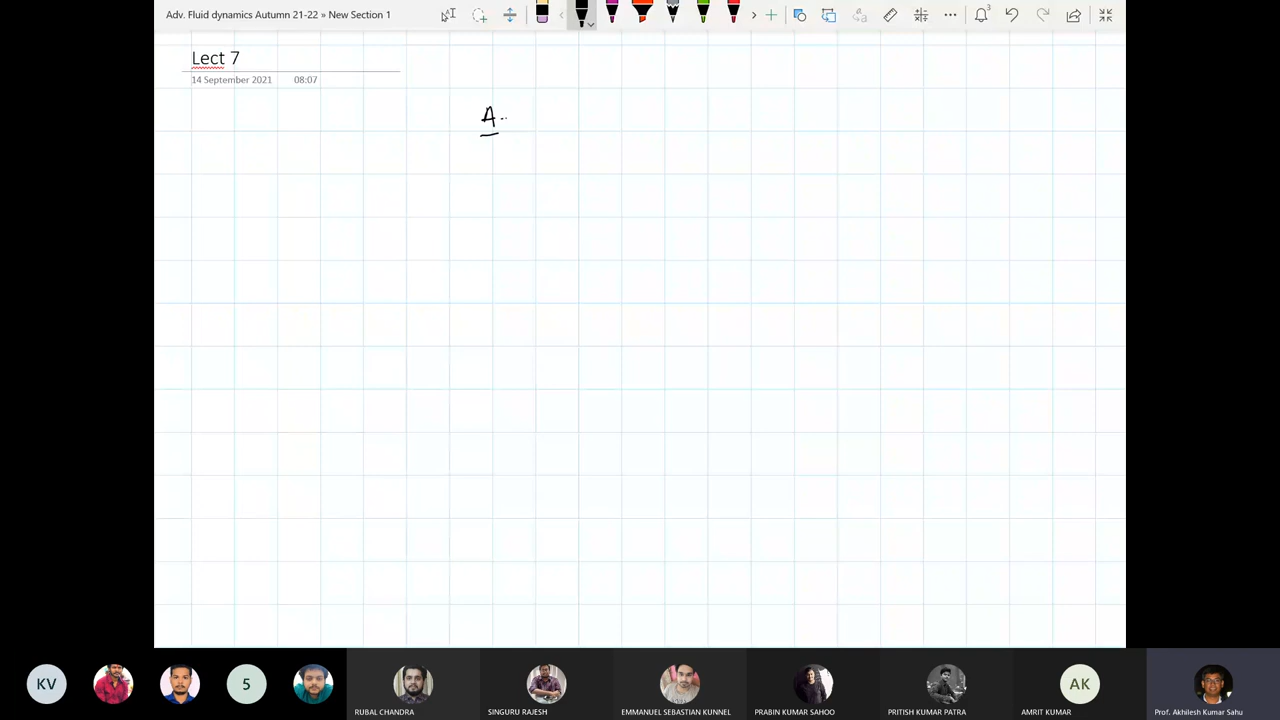 Adv. Fluid dynamics Autumn 21-22 » New Section 1
3
Lect 7
14 September 2021 08:07
A
KV
5
AK
RUBAL CHANDRA
SINGURU RAJESH
EMMANUEL SEBASTIAN KUNNEL
PRABIN KUMAR SAHOO
PRITISH KUMAR PATRA
AMRIT KUMAR
Prof. Akhilesh Kumar Sahu